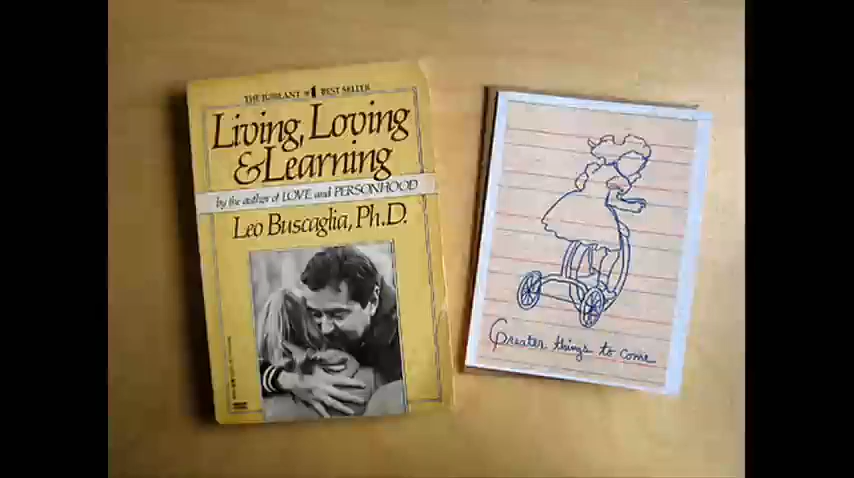 THE JUBILANT #1 BEST SELLER
Living, Loving
& Learning
by the author of LOVE and PERSONHOOD
Leo Buscaglia, Ph.D.
Greater things to come